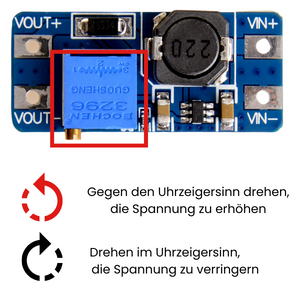 VOUT+
VIN+
220
3296
BOCHEN
GUOSHENG
VOUT-
VIN-
Gegen den Uhrzeigersinn drehen,
die Spannung zu erhöhen
Drehen im Uhrzeigersinn,
die Spannung zu verringern